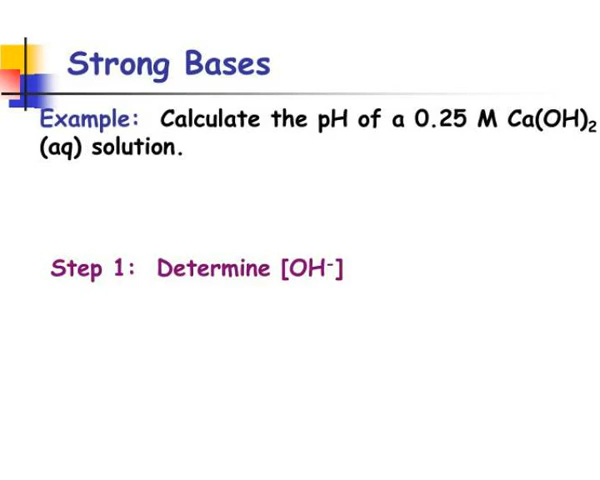 Strong Bases
Example: Calculate the pH of a 0.25 M Ca(OH)₂
(aq) solution.
Step 1: Determine [OH⁻]